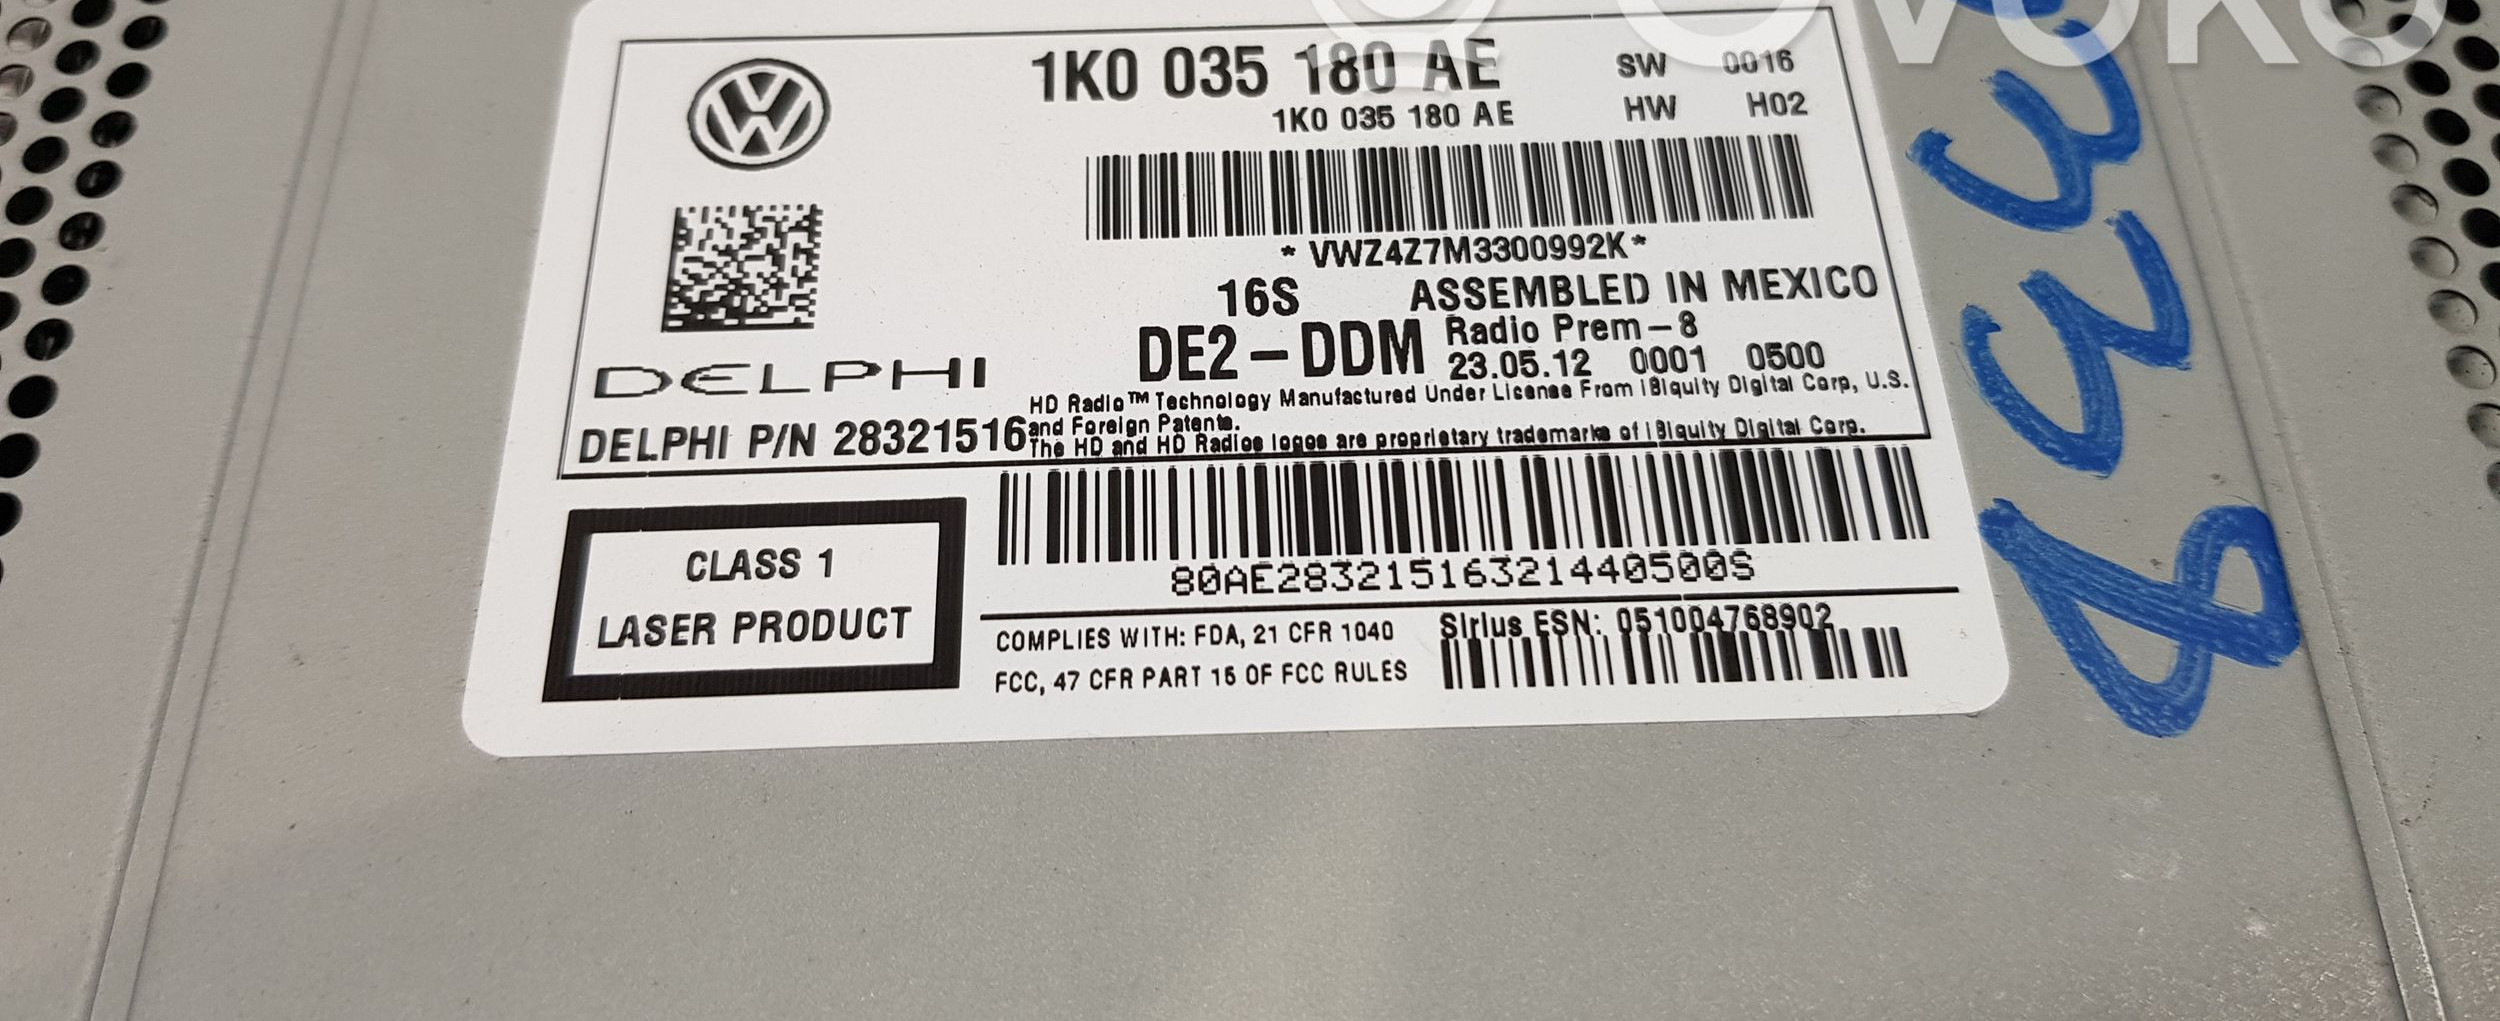 OVOKO
1K0 035 180 AE
SW 0016
1K0 035 180 AE
HW H02
*VWZ4Z7M3300992K*
16S ASSEMBLED IN MEXICO
DE2-DDM Radio Prem-8
23.05.12 0001 0500
DELPHI
HD Radio™ Technology Manufactured Under License From iBiquity Digital Corp, U.S.
and Foreign Patents.
DELPHI P/N 28321516
The HD and HD Radios logos are proprietary trademarks of iBiquity Digital Corp.
CLASS 1
LASER PRODUCT
80AE28321516321440500S
COMPLIES WITH: FDA, 21 CFR 1040
FCC, 47 CFR PART 15 OF FCC RULES
Sirius ESN: 051004768902